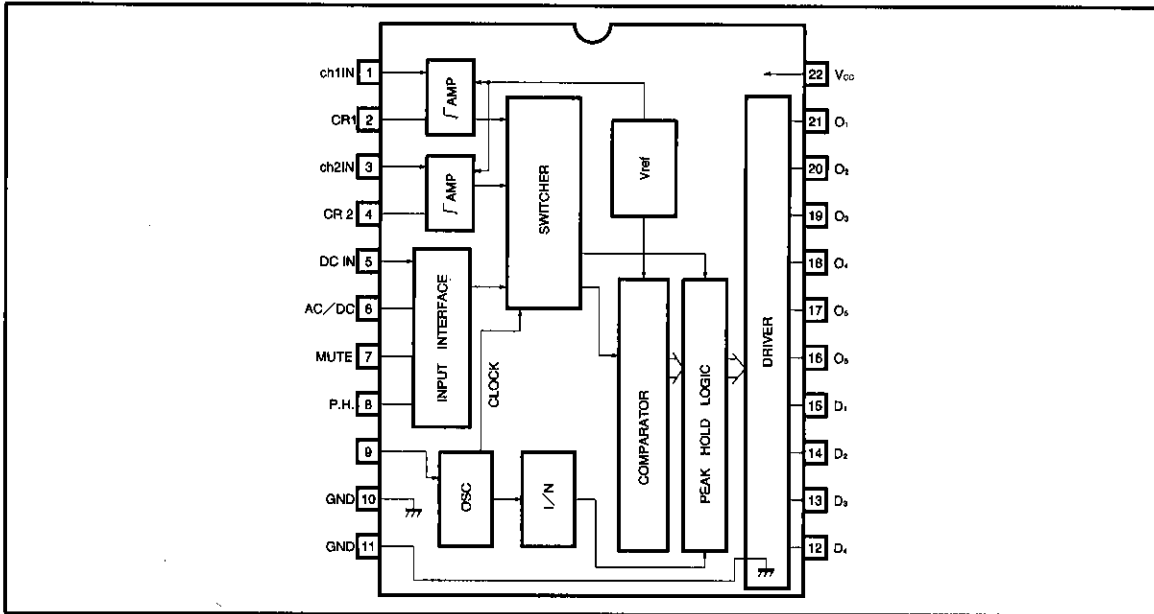 ch1IN 1
CR1 2
ch2IN 3
CR 2 4
DC IN 5
AC/DC 6
MUTE 7
P.H. 8
9
GND 10
GND 11
√ AMP
√ AMP
INPUT INTERFACE
SWITCHER
CLOCK
OSC
I/N
Vref
COMPARATOR
PEAK HOLD LOGIC
DRIVER
22 Vcc
21 O₁
20 O₂
19 O₃
18 O₄
17 O₅
16 O₆
15 D₁
14 D₂
13 D₃
12 D₄